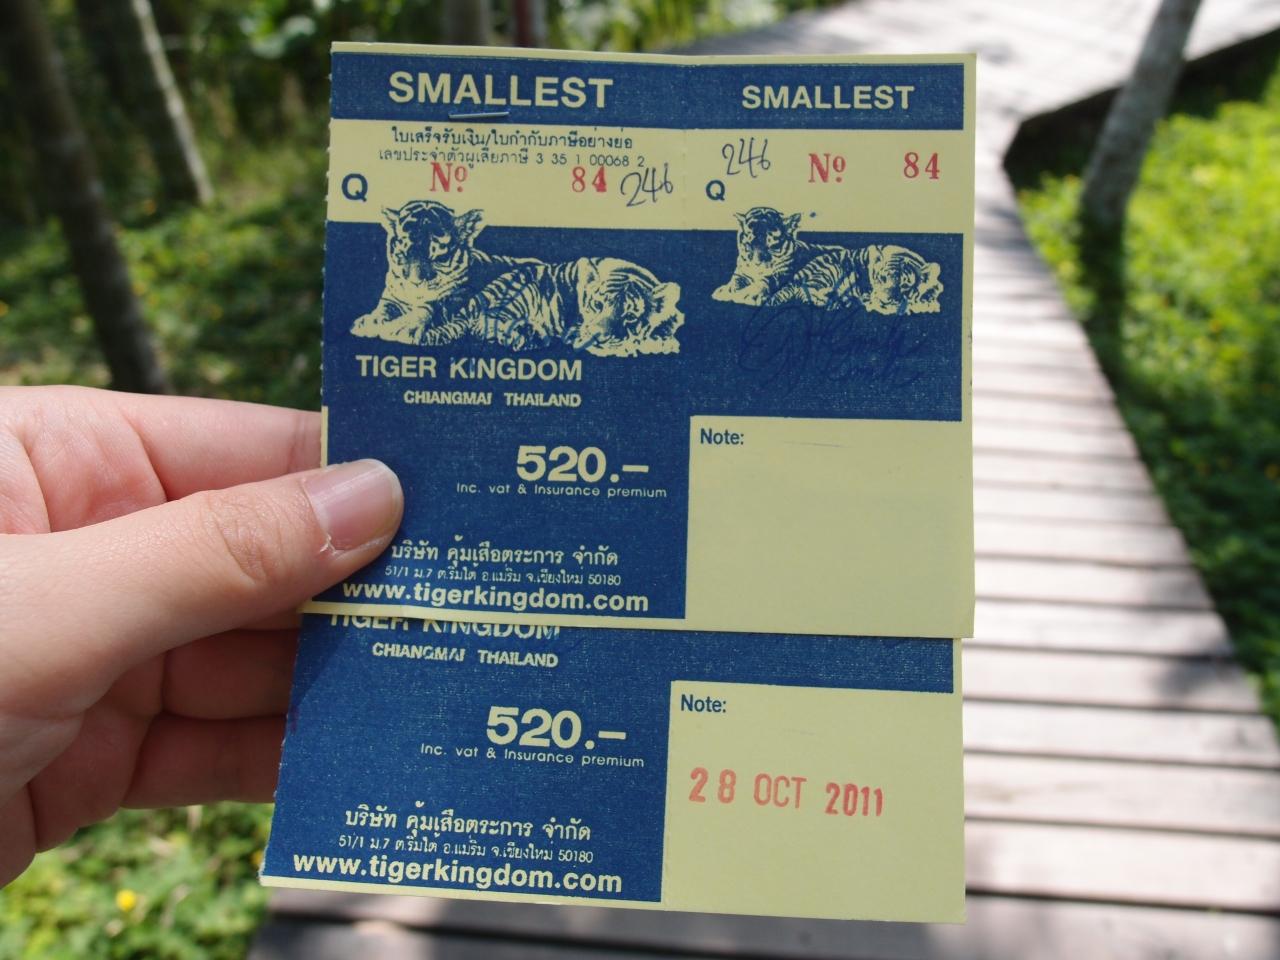 SMALLEST
ใบเสร็จรับเงิน/ใบกำกับภาษีอย่างย่อ
เลขประจำตัวผู้เสียภาษี 3 35 1 00068 2
Q Nº 84 246
TIGER KINGDOM
CHIANGMAI THAILAND
520.–
Inc. vat & Insurance premium
บริษัท คุ้มเสือตระการ จำกัด
51/1 ม.7 ต.ริมใต้ อ.แม่ริม จ.เชียงใหม่ 50180
www.tigerkingdom.com
SMALLEST
246 Nº 84
Q
Note:
TIGER KINGDOM
CHIANGMAI THAILAND
520.–
Inc. vat & Insurance premium
บริษัท คุ้มเสือตระการ จำกัด
51/1 ม.7 ต.ริมใต้ อ.แม่ริม จ.เชียงใหม่ 50180
www.tigerkingdom.com
Note:
28 OCT 2011